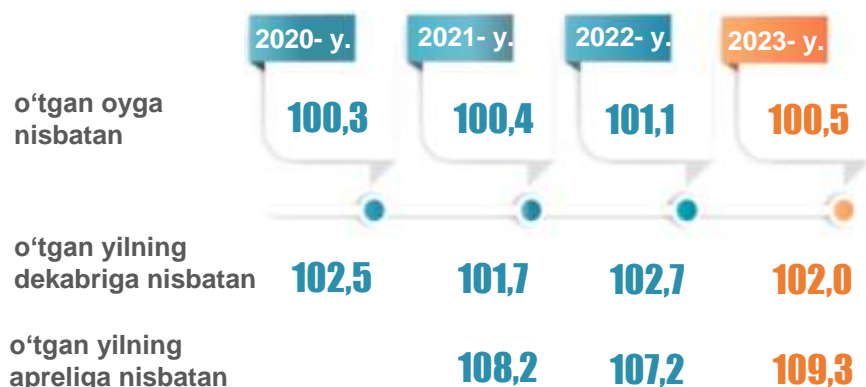 2020- y. 2021- y. 2022- y. 2023- y.
o‘tgan oyga
nisbatan
100,3 100,4 101,1 100,5
o‘tgan yilning
dekabriga nisbatan
102,5 101,7 102,7 102,0
o‘tgan yilning
apreliga nisbatan
108,2 107,2 109,3